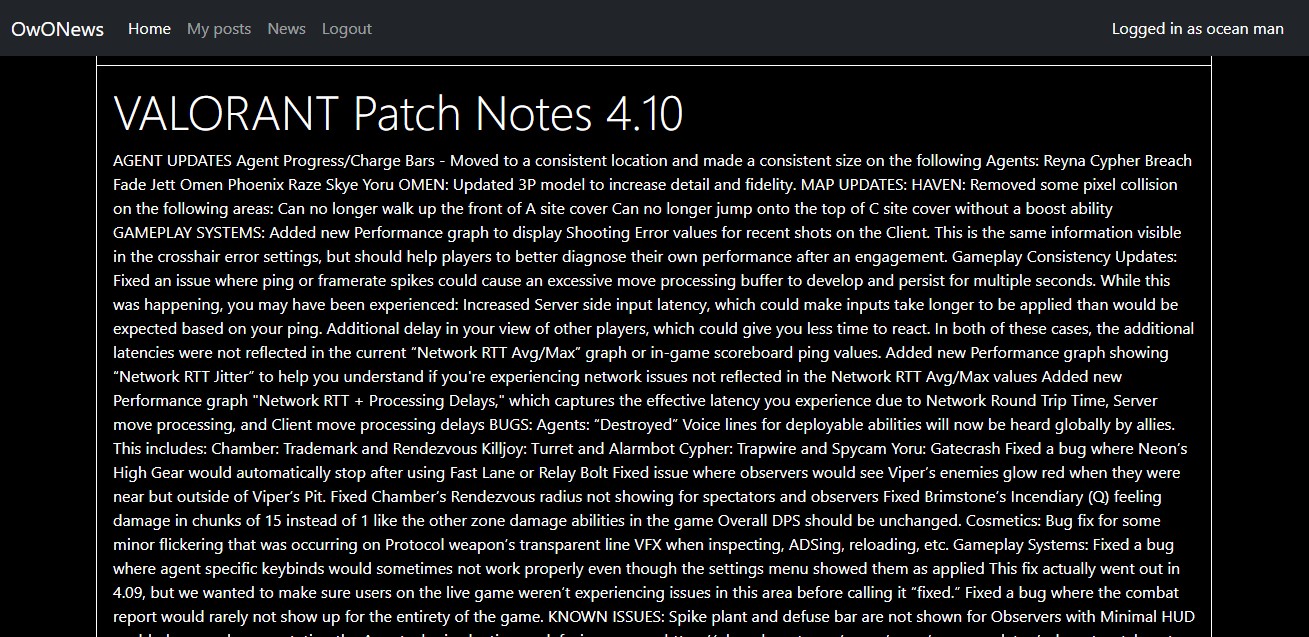 OwONews Home My posts News Logout Logged in as ocean man
VALORANT Patch Notes 4.10
AGENT UPDATES Agent Progress/Charge Bars - Moved to a consistent location and made a consistent size on the following Agents: Reyna Cypher Breach
Fade Jett Omen Phoenix Raze Skye Yoru OMEN: Updated 3P model to increase detail and fidelity. MAP UPDATES: HAVEN: Removed some pixel collision
on the following areas: Can no longer walk up the front of A site cover Can no longer jump onto the top of C site cover without a boost ability
GAMEPLAY SYSTEMS: Added new Performance graph to display Shooting Error values for recent shots on the Client. This is the same information visible
in the crosshair error settings, but should help players to better diagnose their own performance after an engagement. Gameplay Consistency Updates:
Fixed an issue where ping or framerate spikes could cause an excessive move processing buffer to develop and persist for multiple seconds. While this
was happening, you may have been experienced: Increased Server side input latency, which could make inputs take longer to be applied than would be
expected based on your ping. Additional delay in your view of other players, which could give you less time to react. In both of these cases, the additional
latencies were not reflected in the current “Network RTT Avg/Max” graph or in-game scoreboard ping values. Added new Performance graph showing
“Network RTT Jitter” to help you understand if you're experiencing network issues not reflected in the Network RTT Avg/Max values Added new
Performance graph "Network RTT + Processing Delays," which captures the effective latency you experience due to Network Round Trip Time, Server
move processing, and Client move processing delays BUGS: Agents: “Destroyed” Voice lines for deployable abilities will now be heard globally by allies.
This includes: Chamber: Trademark and Rendezvous Killjoy: Turret and Alarmbot Cypher: Trapwire and Spycam Yoru: Gatecrash Fixed a bug where Neon’s
High Gear would automatically stop after using Fast Lane or Relay Bolt Fixed issue where observers would see Viper’s enemies glow red when they were
near but outside of Viper’s Pit. Fixed Chamber’s Rendezvous radius not showing for spectators and observers Fixed Brimstone’s Incendiary (Q) feeling
damage in chunks of 15 instead of 1 like the other zone damage abilities in the game Overall DPS should be unchanged. Cosmetics: Bug fix for some
minor flickering that was occurring on Protocol weapon’s transparent line VFX when inspecting, ADSing, reloading, etc. Gameplay Systems: Fixed a bug
where agent specific keybinds would sometimes not work properly even though the settings menu showed them as applied This fix actually went out in
4.09, but we wanted to make sure users on the live game weren’t experiencing issues in this area before calling it “fixed.” Fixed a bug where the combat
report would rarely not show up for the entirety of the game. KNOWN ISSUES: Spike plant and defuse bar are not shown for Observers with Minimal HUD